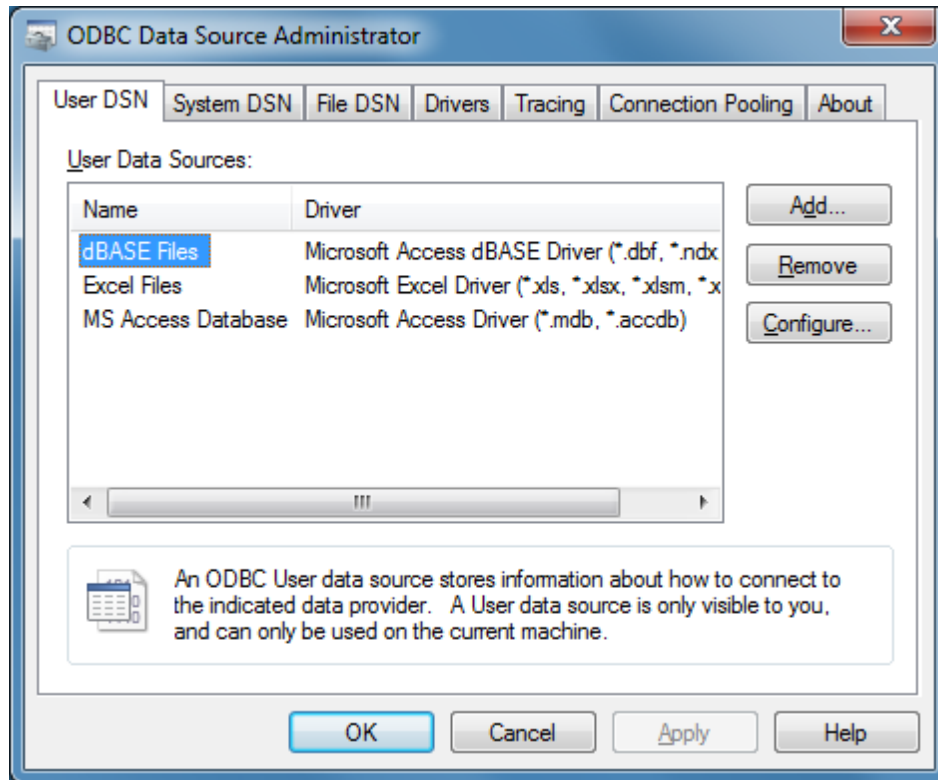 ODBC Data Source Administrator
User DSN System DSN File DSN Drivers Tracing Connection Pooling About
User Data Sources:
Name Driver
dBASE Files Microsoft Access dBASE Driver (*.dbf, *.ndx
Excel Files Microsoft Excel Driver (*.xls, *.xlsx, *.xlsm, *.x
MS Access Database Microsoft Access Driver (*.mdb, *.accdb)
Add...
Remove
Configure...
An ODBC User data source stores information about how to connect to
the indicated data provider. A User data source is only visible to you,
and can only be used on the current machine.
OK Cancel Apply Help